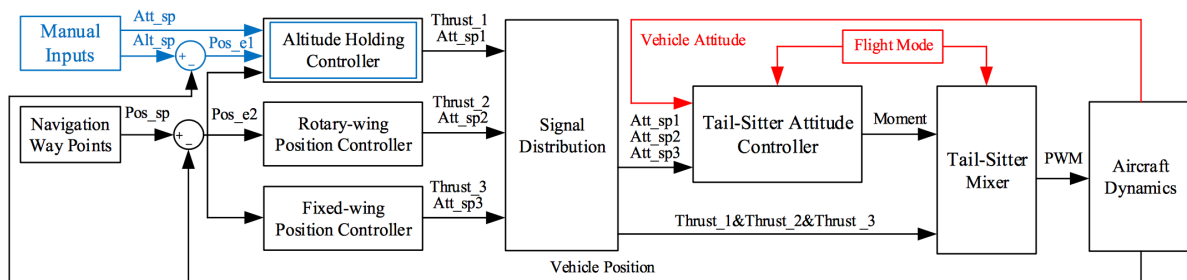 Att_sp
Manual
Inputs
Alt_sp
Pos_e1
+
−
Altitude Holding
Controller
Thrust_1
Att_sp1
Navigation
Way Points
Pos_sp
+
−
Pos_e2
Rotary-wing
Position Controller
Thrust_2
Att_sp2
Fixed-wing
Position Controller
Thrust_3
Att_sp3
Signal
Distribution
Vehicle Attitude
Flight Mode
Att_sp1
Att_sp2
Att_sp3
Tail-Sitter Attitude
Controller
Moment
Thrust_1&Thrust_2&Thrust _3
Tail-Sitter
Mixer
PWM
Aircraft
Dynamics
Vehicle Position